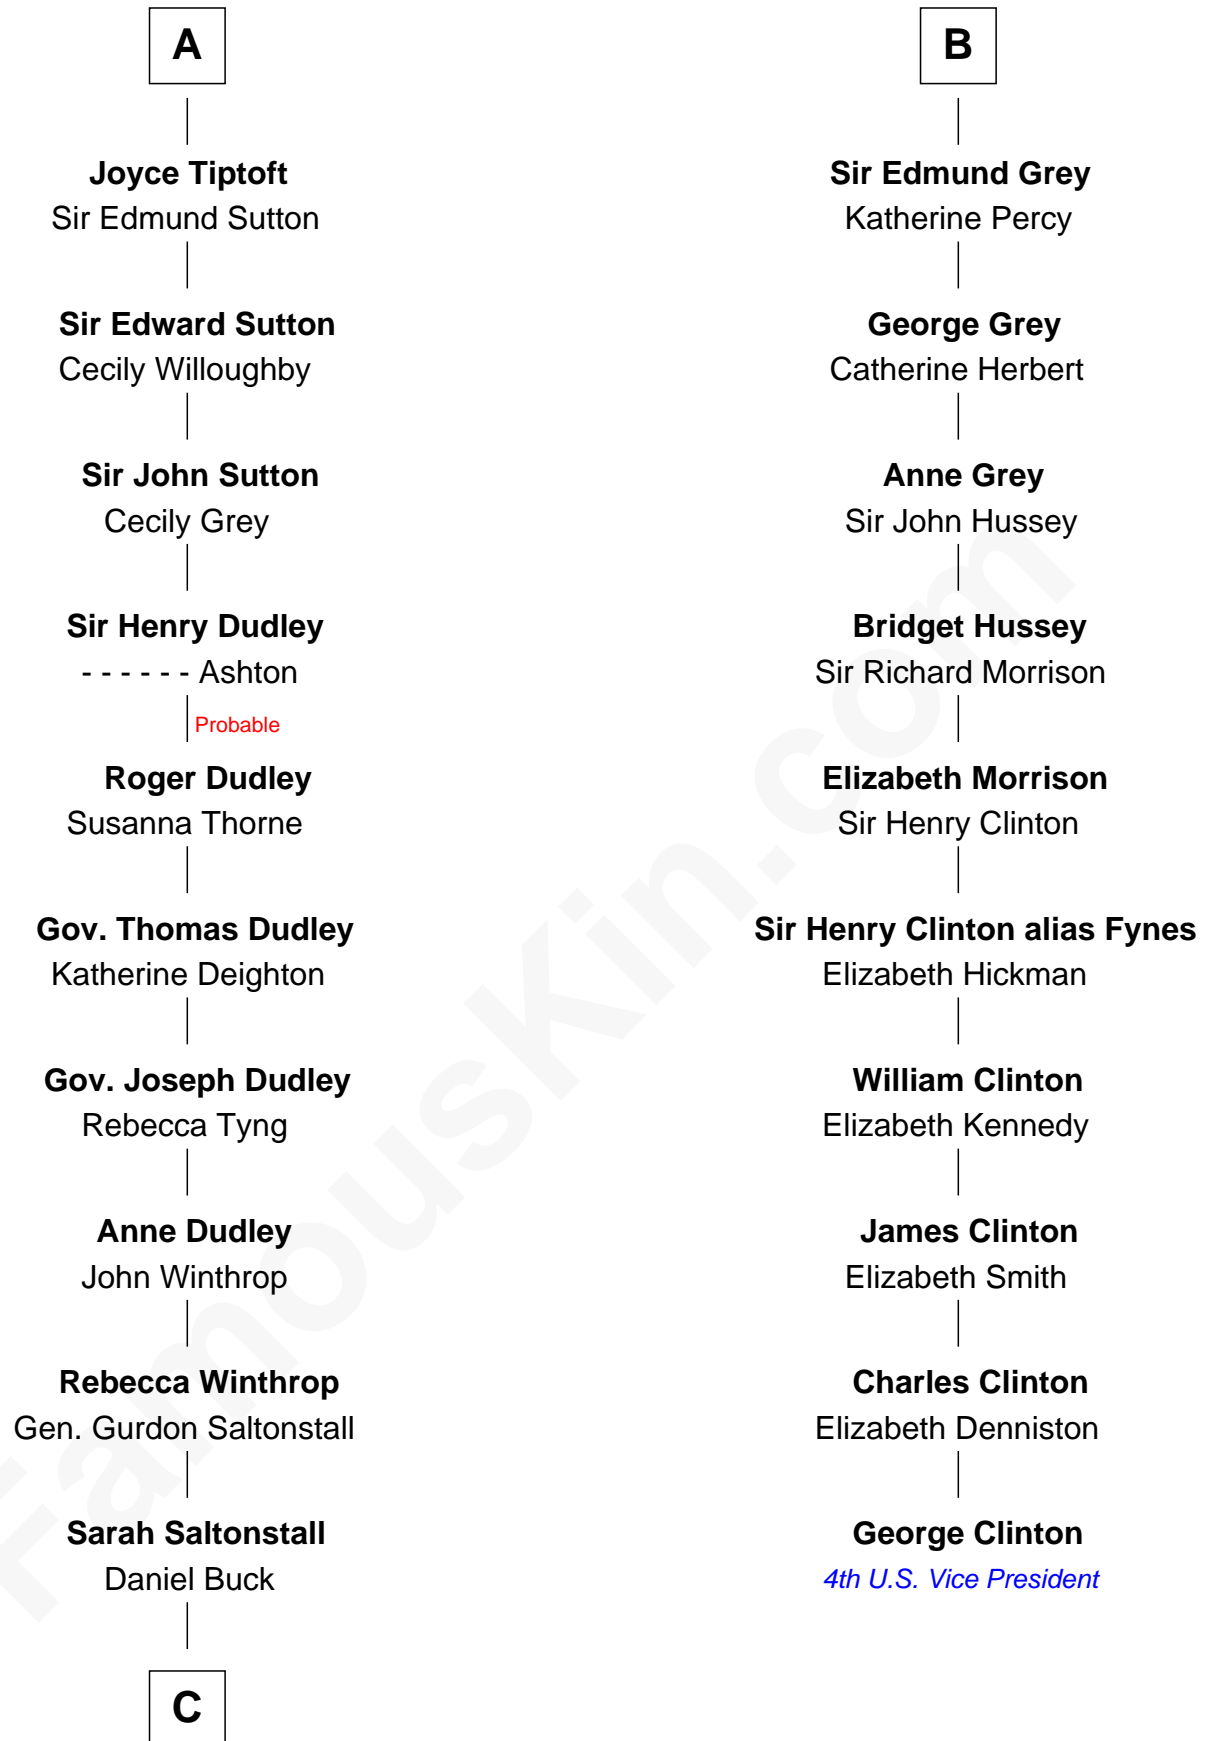 A
Joyce Tiptoft
Sir Edmund Sutton
Sir Edward Sutton
Cecily Willoughby
Sir John Sutton
Cecily Grey
Sir Henry Dudley
- - - - - - Ashton
Probable
Roger Dudley
Susanna Thorne
Gov. Thomas Dudley
Katherine Deighton
Gov. Joseph Dudley
Rebecca Tyng
Anne Dudley
John Winthrop
Rebecca Winthrop
Gen. Gurdon Saltonstall
Sarah Saltonstall
Daniel Buck
C
B
Sir Edmund Grey
Katherine Percy
George Grey
Catherine Herbert
Anne Grey
Sir John Hussey
Bridget Hussey
Sir Richard Morrison
Elizabeth Morrison
Sir Henry Clinton
Sir Henry Clinton alias Fynes
Elizabeth Hickman
William Clinton
Elizabeth Kennedy
James Clinton
Elizabeth Smith
Charles Clinton
Elizabeth Denniston
George Clinton
4th U.S. Vice President
FamousKin.com